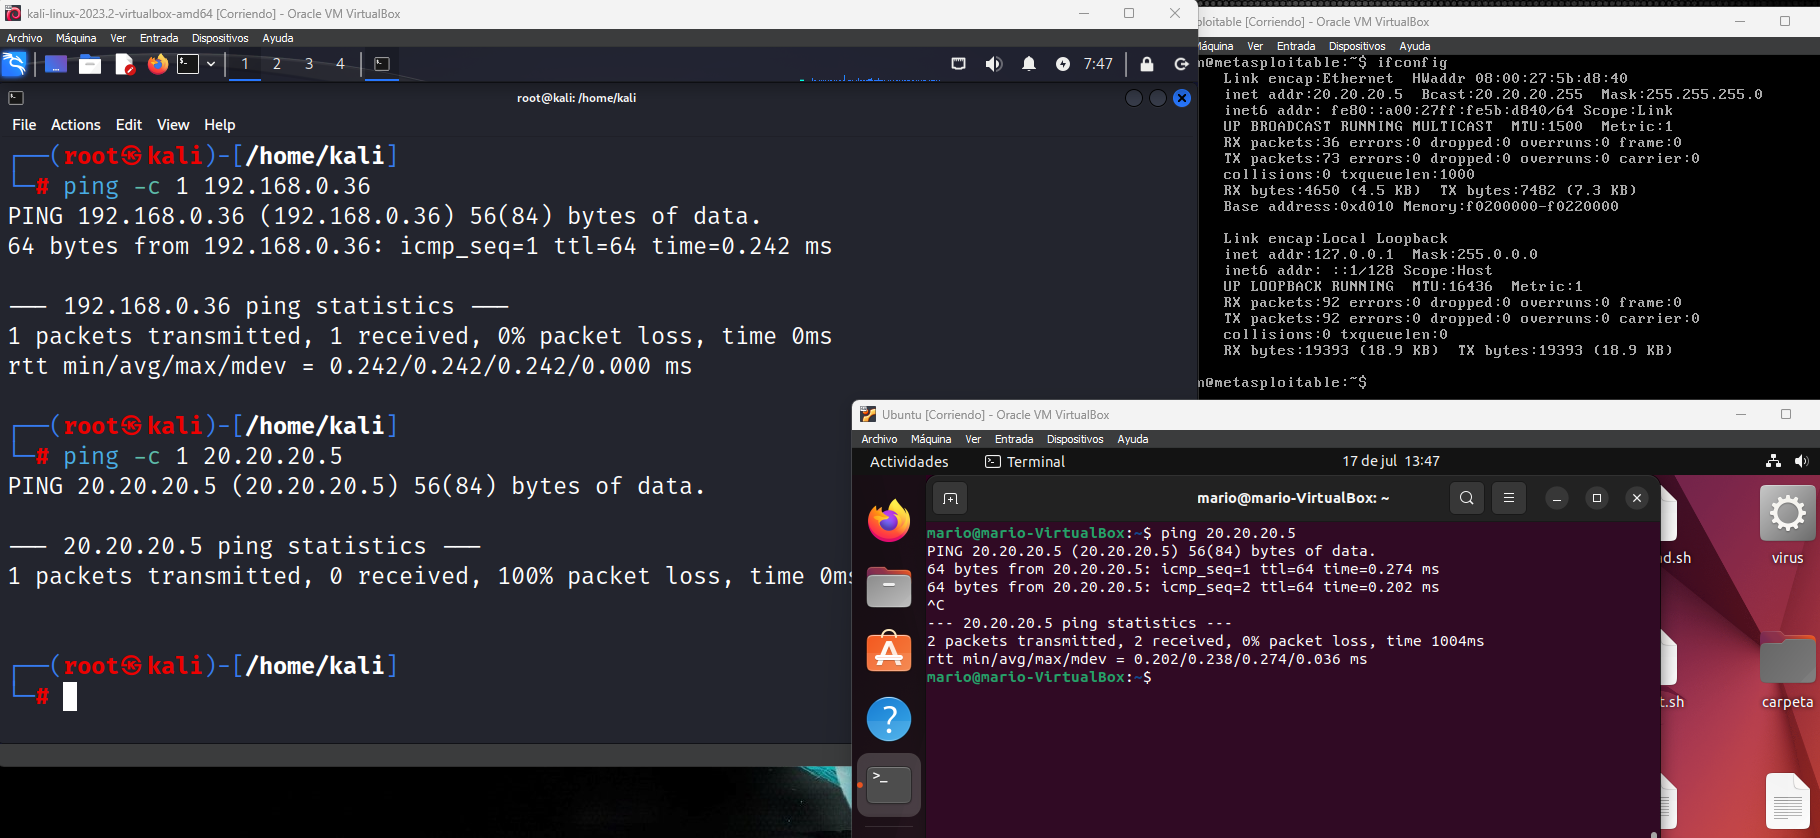 kali-linux-2023.2-virtualbox-amd64 [Corriendo] - Oracle VM VirtualBox
Archivo Máquina Ver Entrada Dispositivos Ayuda
1 2 3 4 7:47
root@kali: /home/kali
File Actions Edit View Help
┌──(root㉿kali)-[/home/kali]
└─# ping -c 1 192.168.0.36
PING 192.168.0.36 (192.168.0.36) 56(84) bytes of data.
64 bytes from 192.168.0.36: icmp_seq=1 ttl=64 time=0.242 ms
--- 192.168.0.36 ping statistics ---
1 packets transmitted, 1 received, 0% packet loss, time 0ms
rtt min/avg/max/mdev = 0.242/0.242/0.242/0.000 ms
┌──(root㉿kali)-[/home/kali]
└─# ping -c 1 20.20.20.5
PING 20.20.20.5 (20.20.20.5) 56(84) bytes of data.
--- 20.20.20.5 ping statistics ---
1 packets transmitted, 0 received, 100% packet loss, time 0ms
┌──(root㉿kali)-[/home/kali]
└─#
ploitable [Corriendo] - Oracle VM VirtualBox
Máquina Ver Entrada Dispositivos Ayuda
n@metasploitable:~$ ifconfig
Link encap:Ethernet HWaddr 08:00:27:5b:d8:40
inet addr:20.20.20.5 Bcast:20.20.20.255 Mask:255.255.255.0
inet6 addr: fe80::a00:27ff:fe5b:d840/64 Scope:Link
UP BROADCAST RUNNING MULTICAST MTU:1500 Metric:1
RX packets:36 errors:0 dropped:0 overruns:0 frame:0
TX packets:73 errors:0 dropped:0 overruns:0 carrier:0
collisions:0 txqueuelen:1000
RX bytes:4650 (4.5 KB) TX bytes:7482 (7.3 KB)
Base address:0xd010 Memory:f0200000-f0220000
Link encap:Local Loopback
inet addr:127.0.0.1 Mask:255.0.0.0
inet6 addr: ::1/128 Scope:Host
UP LOOPBACK RUNNING MTU:16436 Metric:1
RX packets:92 errors:0 dropped:0 overruns:0 frame:0
TX packets:92 errors:0 dropped:0 overruns:0 carrier:0
collisions:0 txqueuelen:0
RX bytes:19393 (18.9 KB) TX bytes:19393 (18.9 KB)
n@metasploitable:~$
Ubuntu [Corriendo] - Oracle VM VirtualBox
Archivo Máquina Ver Entrada Dispositivos Ayuda
Actividades Terminal 17 de jul 13:47
mario@mario-VirtualBox: ~
mario@mario-VirtualBox:~$ ping 20.20.20.5
PING 20.20.20.5 (20.20.20.5) 56(84) bytes of data.
64 bytes from 20.20.20.5: icmp_seq=1 ttl=64 time=0.274 ms
64 bytes from 20.20.20.5: icmp_seq=2 ttl=64 time=0.202 ms
^C
--- 20.20.20.5 ping statistics ---
2 packets transmitted, 2 received, 0% packet loss, time 1004ms
rtt min/avg/max/mdev = 0.202/0.238/0.274/0.036 ms
mario@mario-VirtualBox:~$
d.sh virus
t.sh carpeta